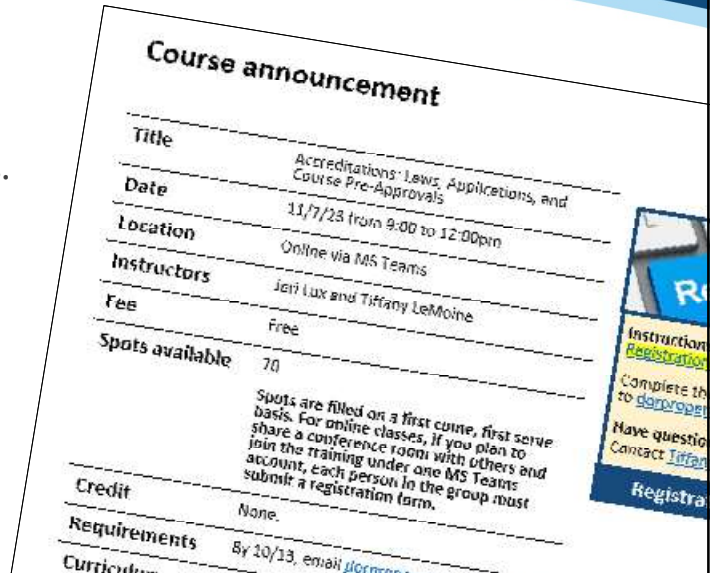 Course announcement
Title
Accreditations: Laws, Applications, and
Course Pre-Approvals
Date
11/7/23 from 9:00 to 12:00pm
Location
Online via MS Teams
Instructors
Jeri Lux and Tiffany LeMoine
Fee
Free
Spots available
70
Spots are filled on a first come, first serve
basis. For online classes, if you plan to
share a conference room with others and
join the training under one MS Teams
account, each person in the group must
submit a registration form.
Credit
None.
Requirements
By 10/13, email
Instruction
Registration
Complete th
to dorproper
Have questio
Contact Tiffan
Registra